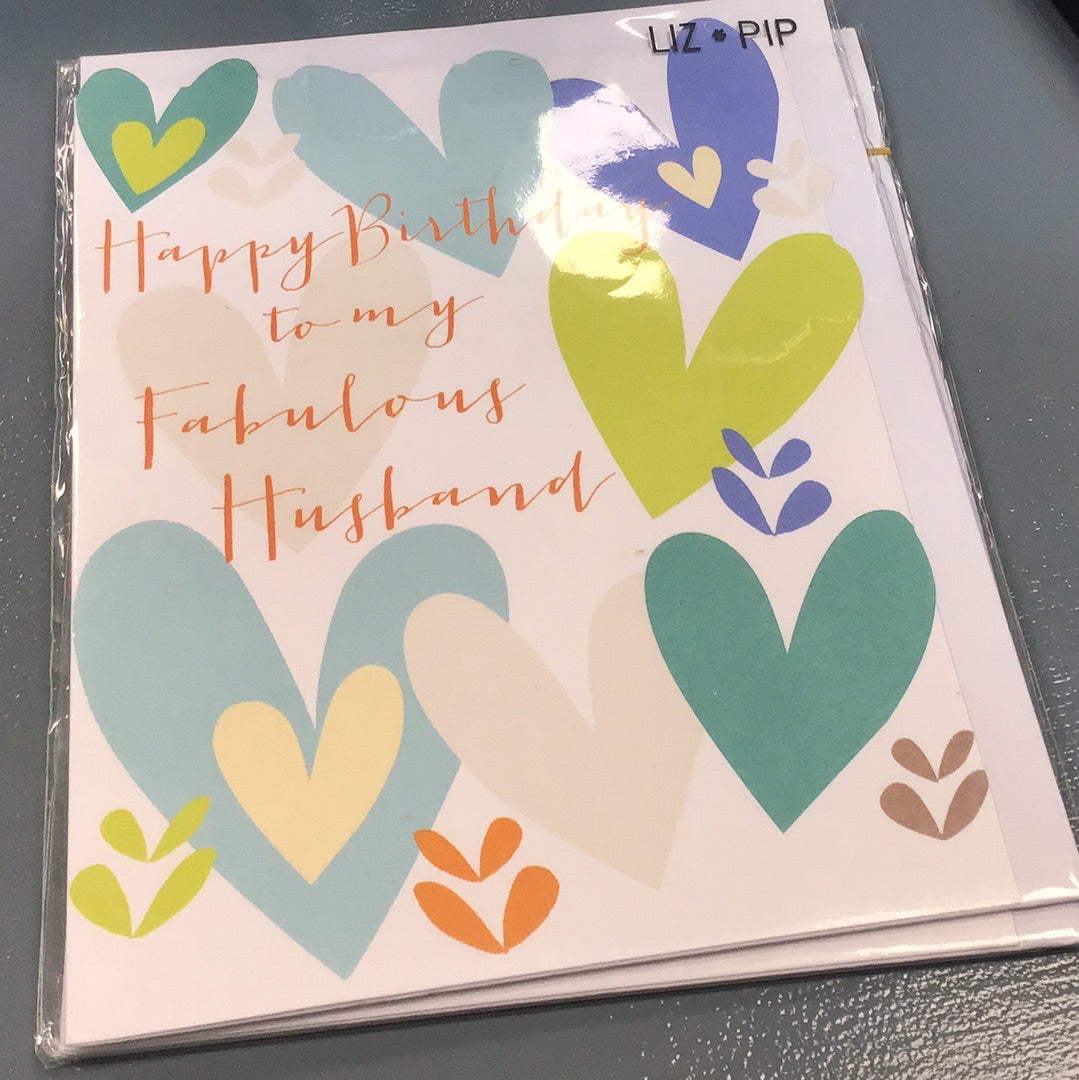 LIZ * PIP
Happy Birthday
to my
Fabulous
Husband